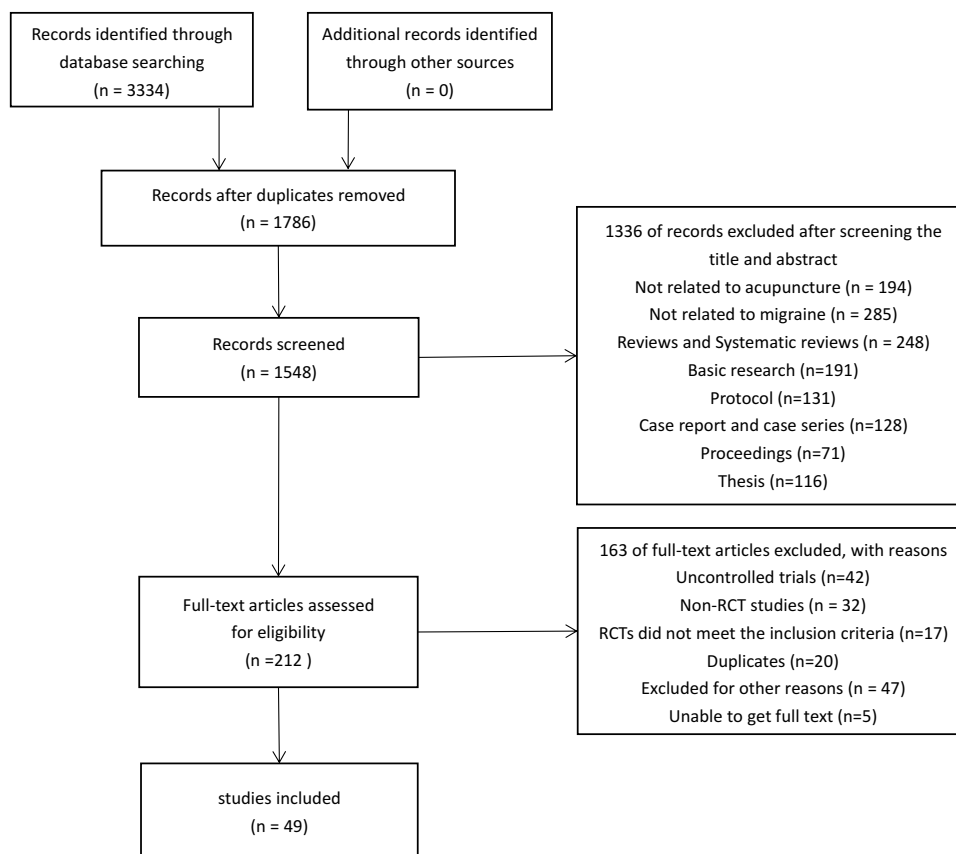 Records identified through
database searching
(n = 3334)
Additional records identified
through other sources
(n = 0)
Records after duplicates removed
(n = 1786)
1336 of records excluded after screening the
title and abstract
Not related to acupuncture (n = 194)
Not related to migraine (n = 285)
Reviews and Systematic reviews (n = 248)
Basic research (n=191)
Protocol (n=131)
Case report and case series (n=128)
Proceedings (n=71)
Thesis (n=116)
Records screened
(n = 1548)
163 of full-text articles excluded, with reasons
Uncontrolled trials (n=42)
Non-RCT studies (n = 32)
RCTs did not meet the inclusion criteria (n=17)
Duplicates (n=20)
Excluded for other reasons (n = 47)
Unable to get full text (n=5)
Full-text articles assessed
for eligibility
(n =212 )
studies included
(n = 49)